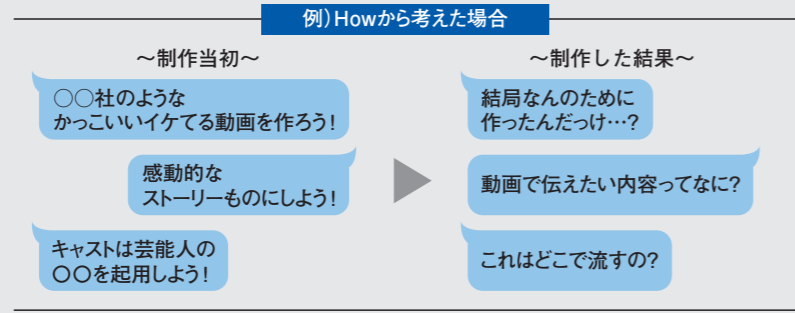 例)Howから考えた場合
～制作当初～
○○社のような
かっこいいイケてる動画を作ろう!
感動的な
ストーリーものにしよう!
キャストは芸能人の
○○を起用しよう!
～制作した結果～
結局なんのために
作ったんだっけ…?
動画で伝えたい内容ってなに?
これはどこで流すの?